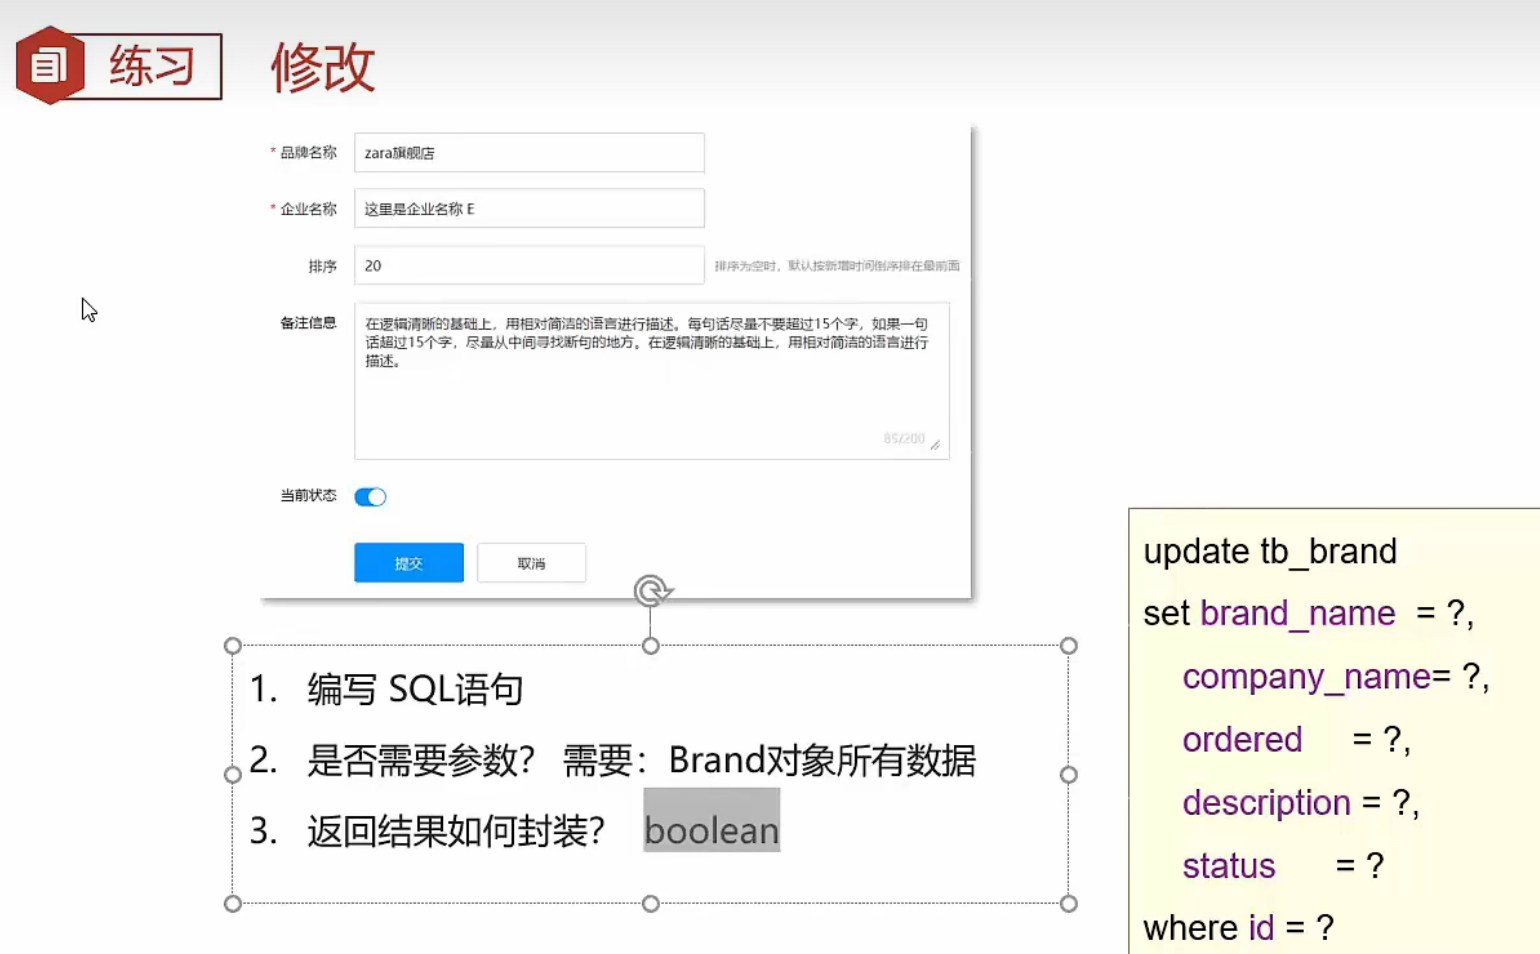 练习
修改
* 品牌名称 zara旗舰店
* 企业名称 这里是企业名称 E
排序 20 排序为空时，默认按新增时间倒序排在最前面
备注信息 在逻辑清晰的基础上，用相对简洁的语言进行描述。每句话尽量不要超过15个字，如果一句
话超过15个字，尽量从中间寻找断句的地方。在逻辑清晰的基础上，用相对简洁的语言进行
描述。
85/200
当前状态
提交 取消
1. 编写 SQL语句
2. 是否需要参数？ 需要：Brand对象所有数据
3. 返回结果如何封装？ boolean
update tb_brand
set brand_name = ?,
company_name= ?,
ordered = ?,
description = ?,
status = ?
where id = ?